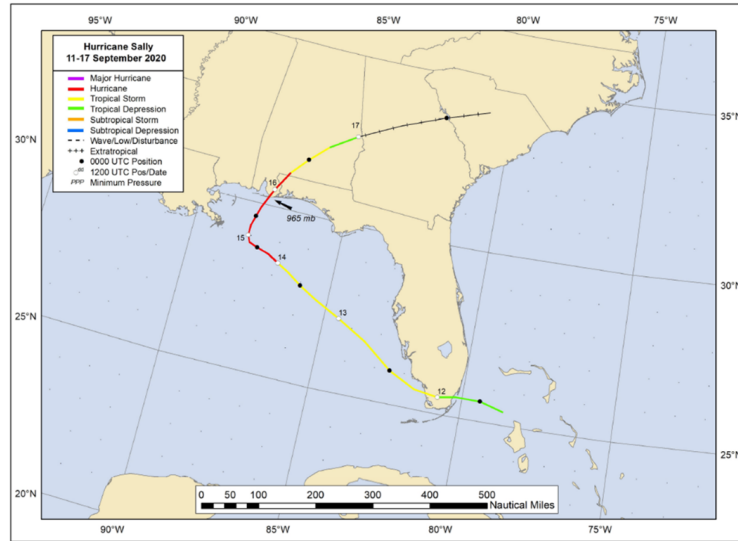 95°W 90°W 85°W 80°W 75°W
Hurricane Sally
11-17 September 2020
Major Hurricane
Hurricane
Tropical Storm
Tropical Depression
Subtropical Storm
Subtropical Depression
Wave/Low/Disturbance
Extratropical
0000 UTC Position
1200 UTC Pos/Date
PPP Minimum Pressure
35°N
30°N
17
16
965 mb
15
14
30°N
13
25°N
12
25°N
20°N
0 50 100 200 300 400 500
Nautical Miles
90°W 85°W 80°W 75°W